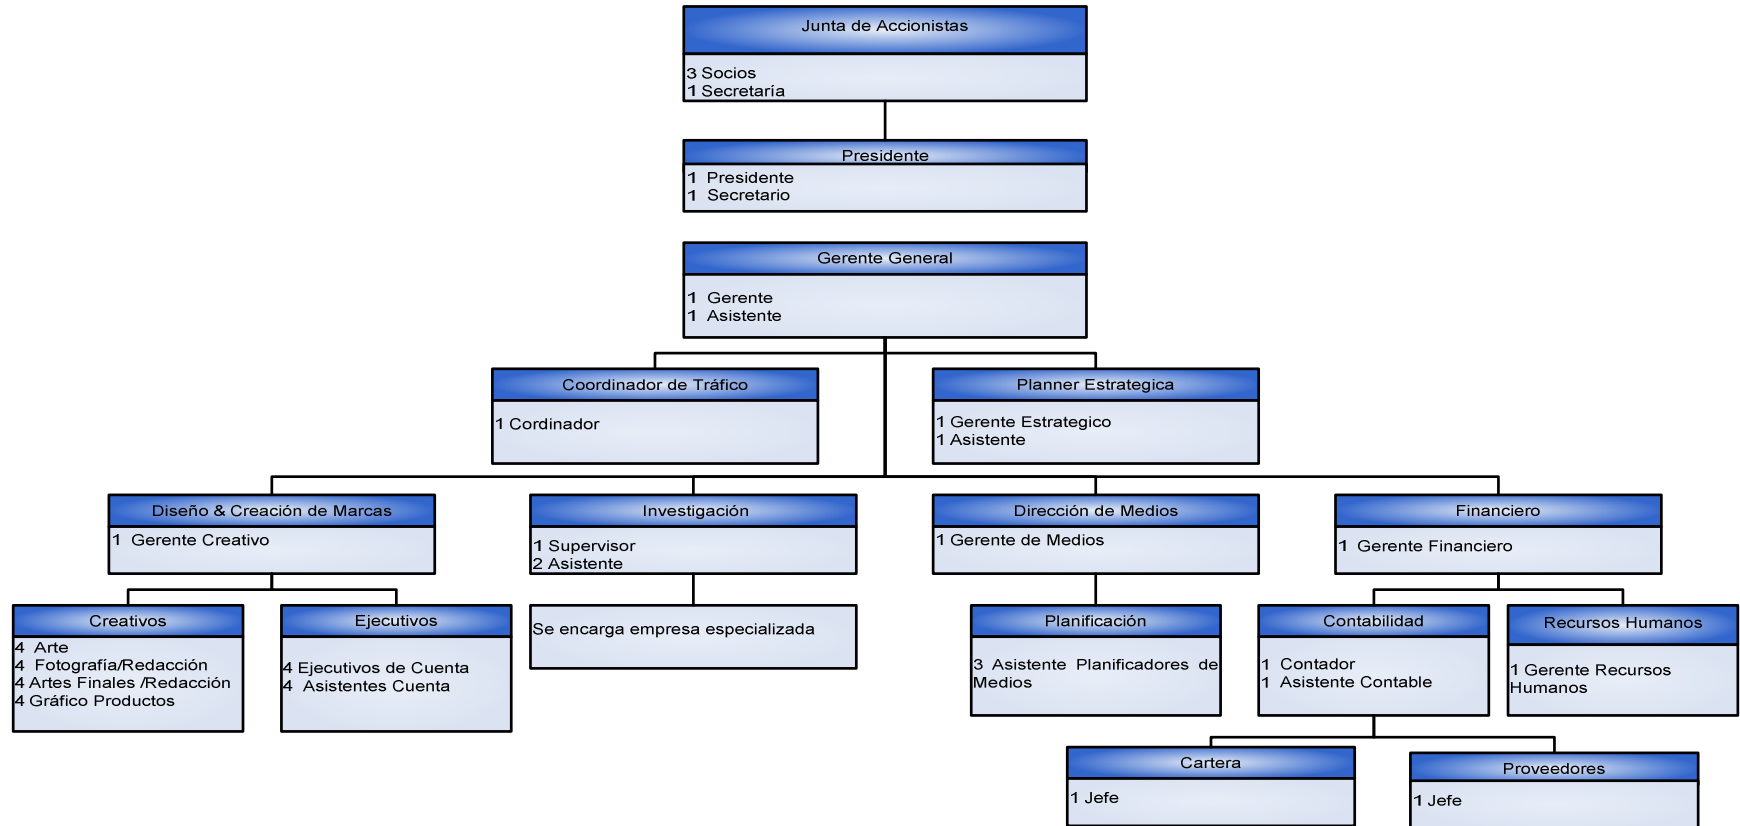 Junta de Accionistas
3 Socios
1 Secretaría
Presidente
1 Presidente
1 Secretario
Gerente General
1 Gerente
1 Asistente
Coordinador de Tráfico
1 Cordinador
Planner Estrategica
1 Gerente Estrategico
1 Asistente
Diseño & Creación de Marcas
1 Gerente Creativo
Investigación
1 Supervisor
2 Asistente
Dirección de Medios
1 Gerente de Medios
Financiero
1 Gerente Financiero
Creativos
4 Arte
4 Fotografía/Redacción
4 Artes Finales /Redacción
4 Gráfico Productos
Ejecutivos
4 Ejecutivos de Cuenta
4 Asistentes Cuenta
Se encarga empresa especializada
Planificación
3 Asistente Planificadores de
Medios
Contabilidad
1 Contador
1 Asistente Contable
Recursos Humanos
1 Gerente Recursos
Humanos
Cartera
1 Jefe
Proveedores
1 Jefe